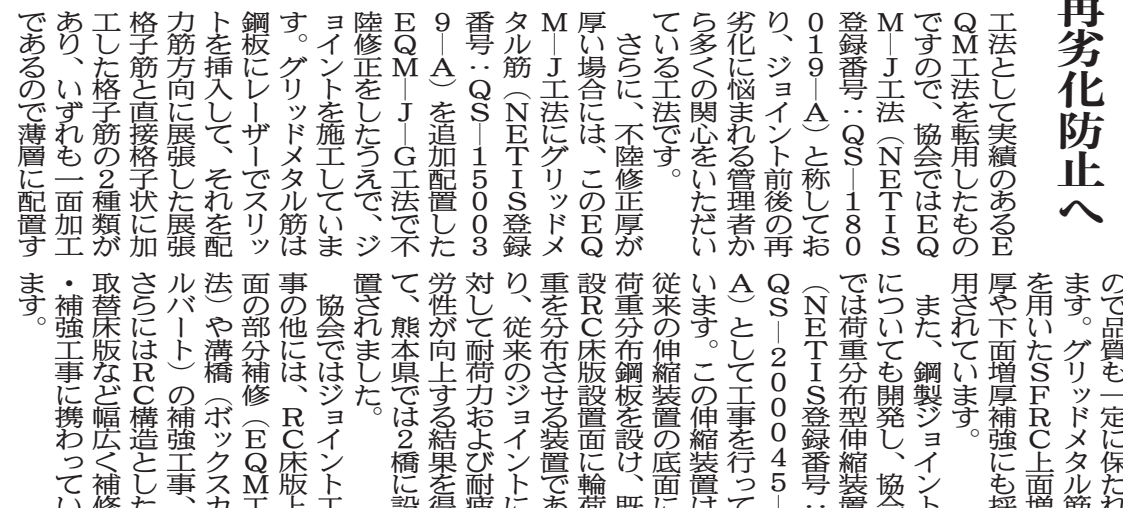 再劣化防止へ
工法として実績のあるE
QM工法を転用したもの
ですので、協会ではEQ
M―J工法(NETIS
登録番号:QS―180
019―A)と称してお
り、ジョイント前後の再
劣化に悩まれる管理者か
ら多くの関心をいただい
ている工法です。
さらに、不陸修正厚が
厚い場合には、このEQ
M―J工法にグリッドメ
タル筋(NETIS登録
番号:QS―15003
9―A)を追加配置した
EQM―J―G工法で不
陸修正をしたうえで、ジ
ョイントを施工していま
す。グリッドメタル筋は
鋼板にレーザーでスリッ
トを挿入して、それを配
力筋方向に展張した展張
格子筋と直接格子状に加
工した格子筋の2種類が
あり、いずれも一面加工
であるので薄層に配置す
ので品質も一定に保たれ
ます。グリッドメタル筋
を用いたSFRC上面増
厚や下面増厚補強にも採
用されています。
また、鋼製ジョイント
についても開発し、協会
では荷重分布型伸縮装置
(NETIS登録番号:
QS―200045―
A)として工事を行って
います。この伸縮装置は
従来の伸縮装置の底面に
荷重分布鋼板を設け、既
設RC床版設置面に輪荷
重を分布させる装置であ
り、従来のジョイントに
対して耐荷力および耐疲
労性が向上する結果を得
て、熊本県では2橋に設
置されました。
協会ではジョイント工
事の他には、RC床版上
面の部分補修(EQM工
法)や溝橋(ボックスカ
ルバート)の補強工事、
さらにはRC構造とした
取替床版など幅広く補修
・補強工事に携わってい
ます。